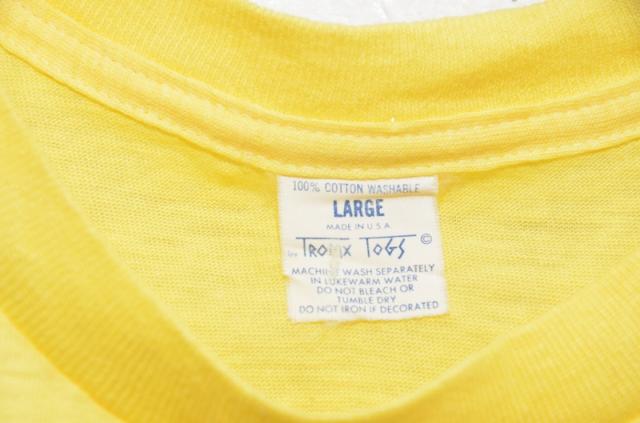 100% COTTON WASHABLE
LARGE
MADE IN U.S.A
by TOGS ©
MACHINE WASH SEPARATELY
IN LUKEWARM WATER
DO NOT BLEACH OR
TUMBLE DRY
DO NOT IRON IF DECORATED